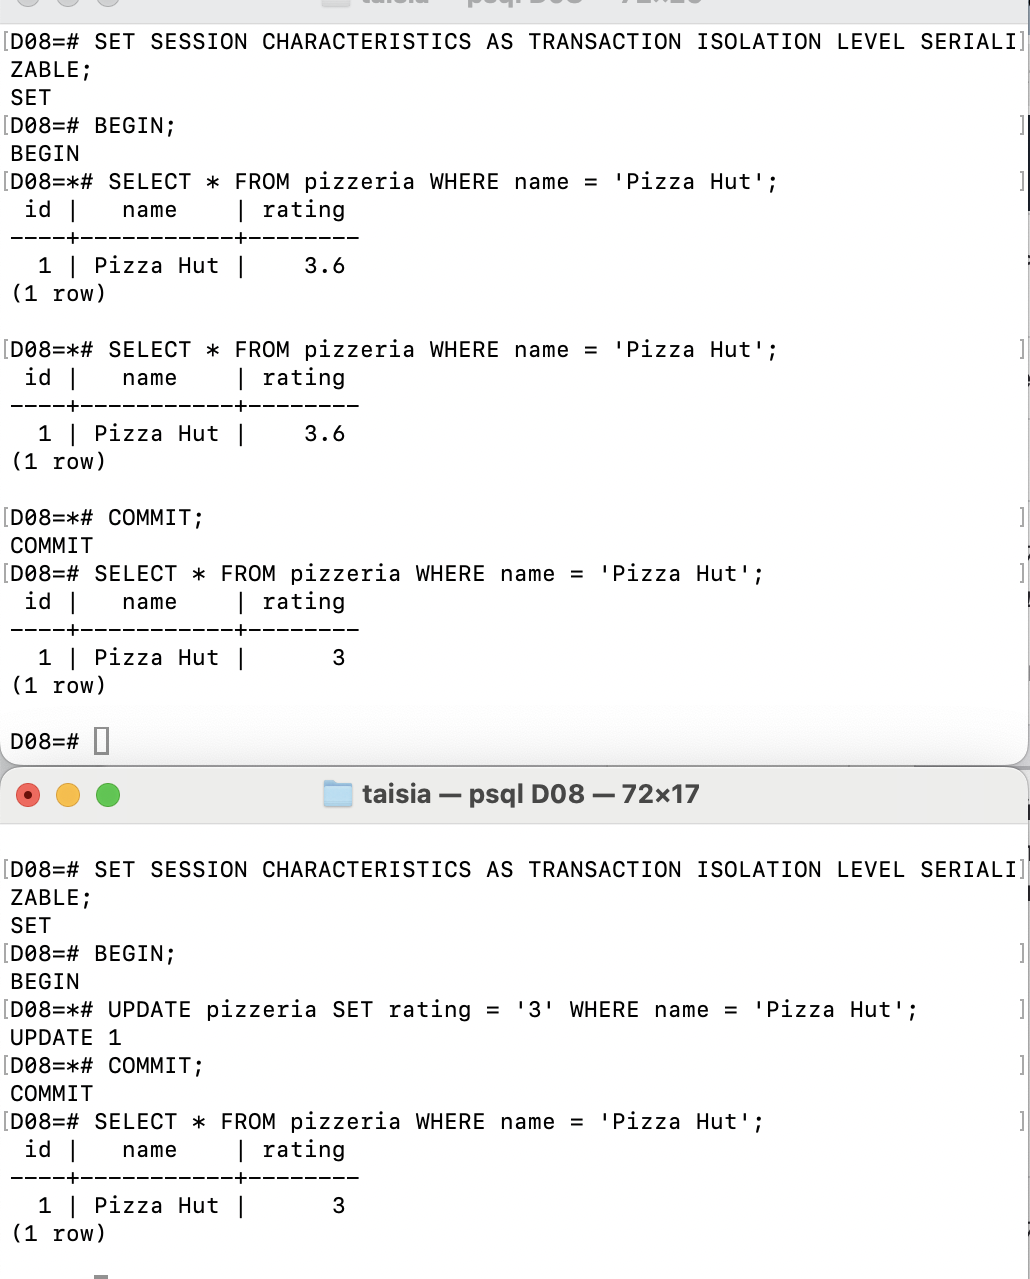 taisia — psql D08 — 72×26
[D08=# SET SESSION CHARACTERISTICS AS TRANSACTION ISOLATION LEVEL SERIALI]
ZABLE;
SET
[D08=# BEGIN; ]
BEGIN
[D08=*# SELECT * FROM pizzeria WHERE name = 'Pizza Hut'; ]
 id |   name    | rating
----+-----------+--------
  1 | Pizza Hut |    3.6
(1 row)
[D08=*# SELECT * FROM pizzeria WHERE name = 'Pizza Hut'; ]
 id |   name    | rating
----+-----------+--------
  1 | Pizza Hut |    3.6
(1 row)
[D08=*# COMMIT; ]
COMMIT
[D08=# SELECT * FROM pizzeria WHERE name = 'Pizza Hut'; ]
 id |   name    | rating
----+-----------+--------
  1 | Pizza Hut |      3
(1 row)
D08=#
taisia — psql D08 — 72×17
[D08=# SET SESSION CHARACTERISTICS AS TRANSACTION ISOLATION LEVEL SERIALI]
ZABLE;
SET
[D08=# BEGIN; ]
BEGIN
[D08=*# UPDATE pizzeria SET rating = '3' WHERE name = 'Pizza Hut'; ]
UPDATE 1
[D08=*# COMMIT; ]
COMMIT
[D08=# SELECT * FROM pizzeria WHERE name = 'Pizza Hut'; ]
 id |   name    | rating
----+-----------+--------
  1 | Pizza Hut |      3
(1 row)